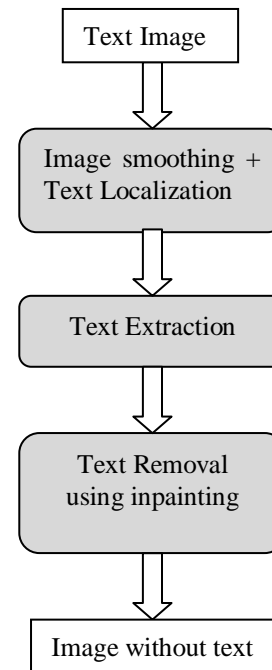 Text Image
Image smoothing +
Text Localization
Text Extraction
Text Removal
using inpainting
Image without text